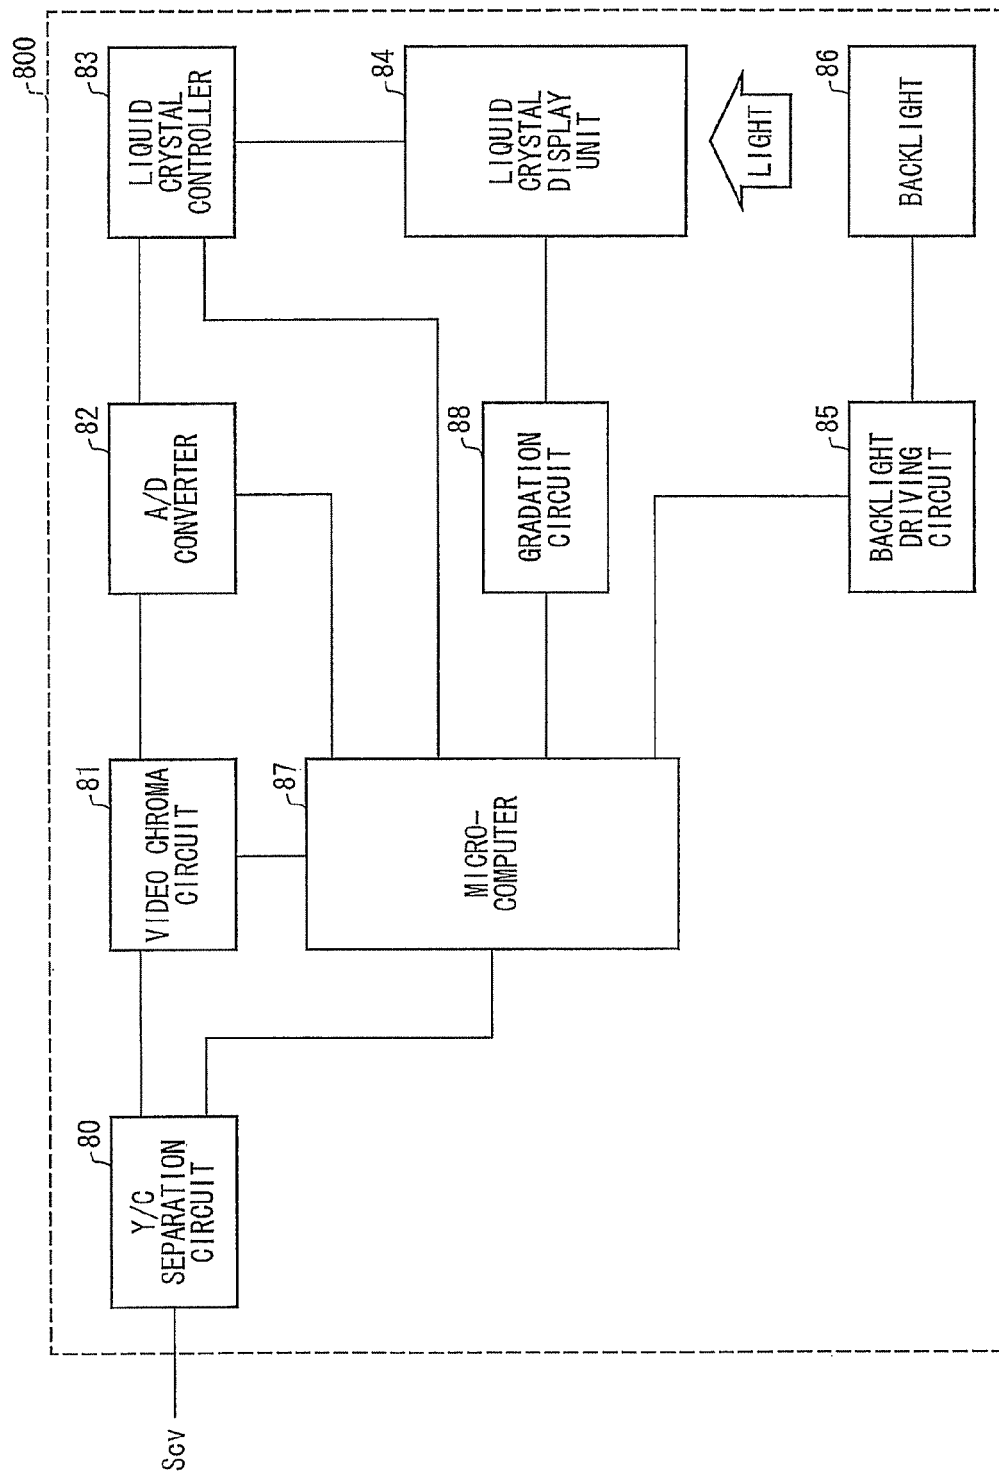 800
80
Y/C
SEPARATION
CIRCUIT
81
VIDEO CHROMA
CIRCUIT
82
A/D
CONVERTER
83
LIQUID
CRYSTAL
CONTROLLER
Scv
87
MICRO-
COMPUTER
88
GRADATION
CIRCUIT
84
LIQUID
CRYSTAL
DISPLAY
UNIT
LIGHT
85
BACKLIGHT
DRIVING
CIRCUIT
86
BACKLIGHT